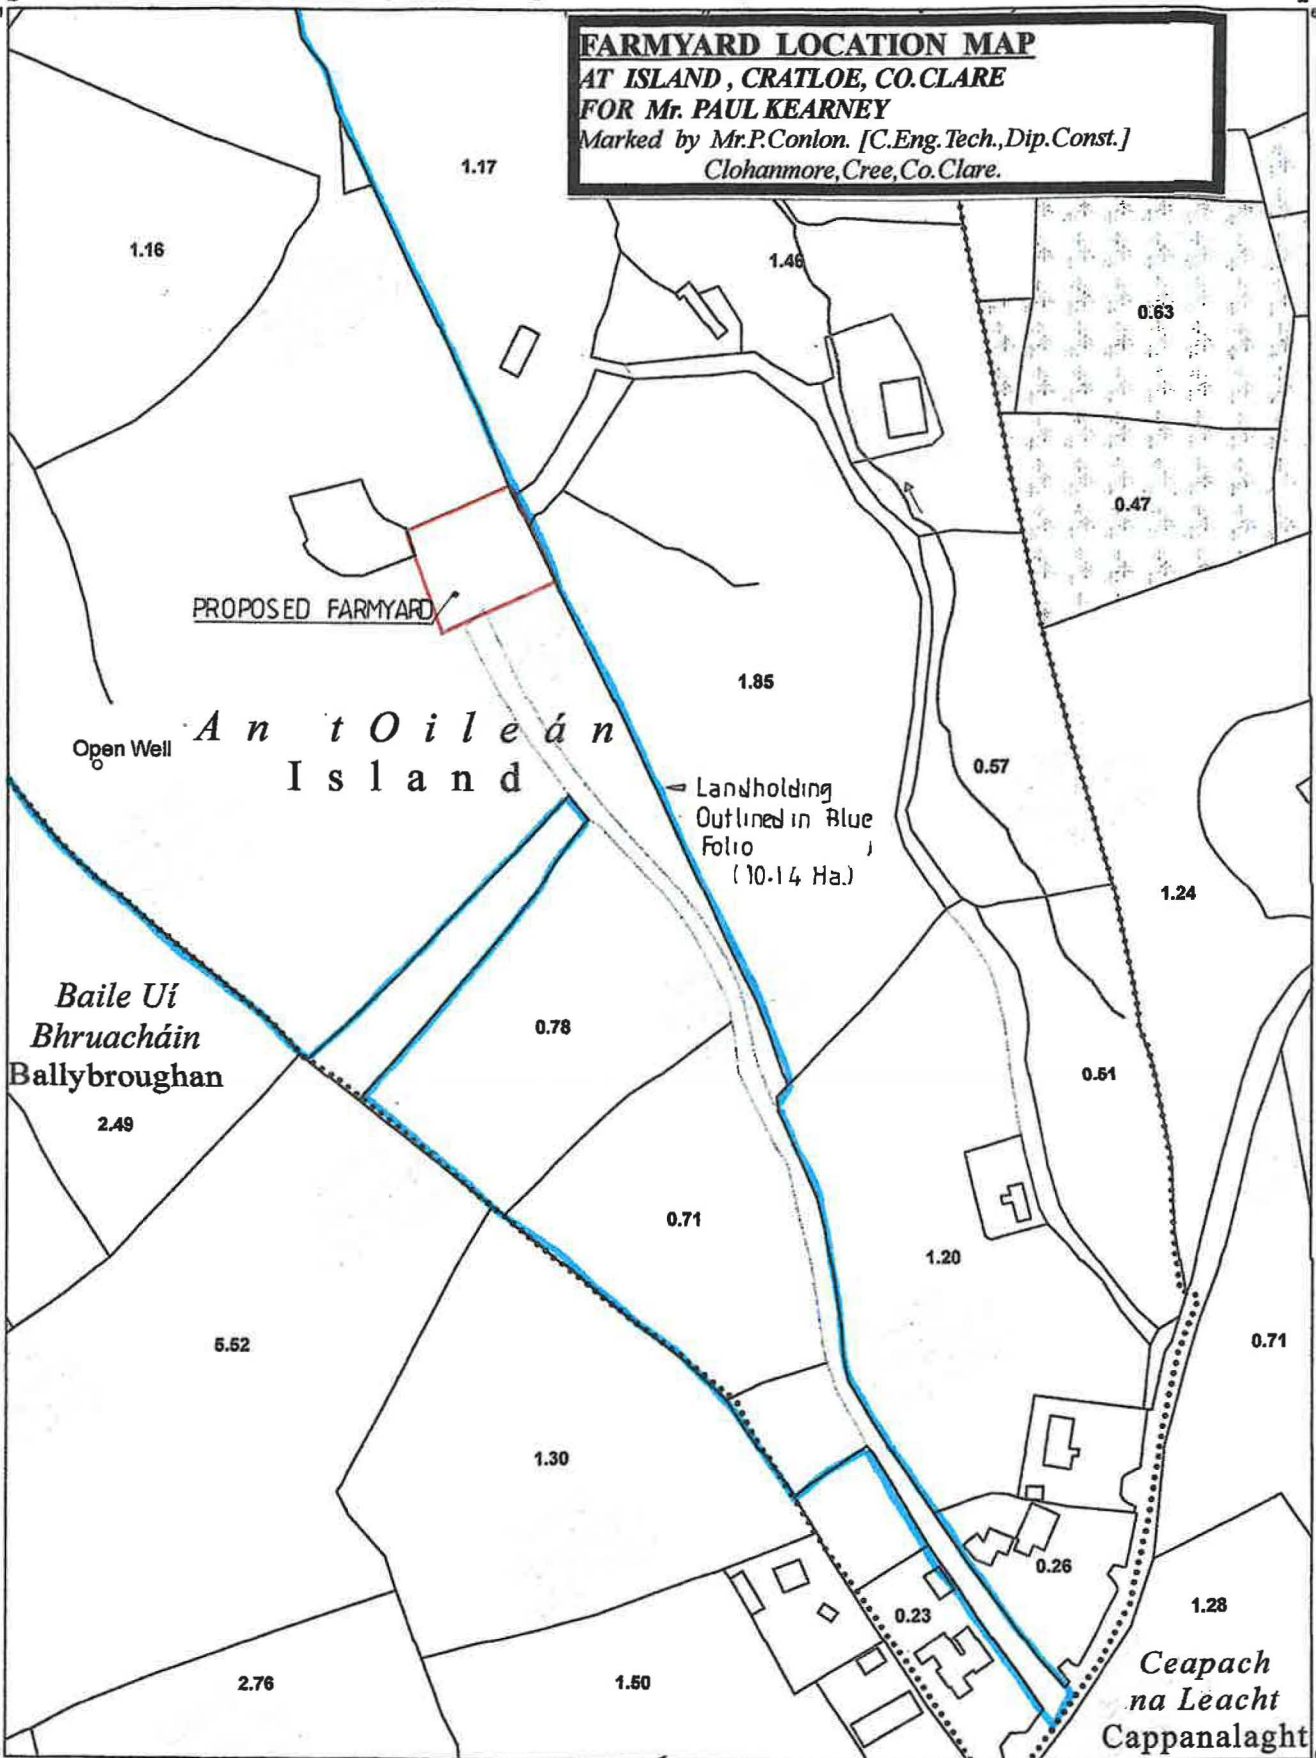 FARMYARD LOCATION MAP
AT ISLAND, CRATLOE, CO.CLARE
FOR Mr. PAUL KEARNEY
Marked by Mr.P.Conlon. [C.Eng.Tech.,Dip.Const.]
Clohanmore,Cree,Co.Clare.
1.17
1.16
1.46
0.63
0.47
PROPOSED FARMYARD
1.85
An tOileán
Island
Open Well
0.57
Landholding
Outlined in Blue
Folio )
(10.14 Ha.)
1.24
Baile Uí
Bhruacháin
Ballybroughan
2.49
0.78
0.51
0.71
1.20
5.52
0.71
1.30
0.26
0.23
1.28
2.76
1.50
Ceapach
na Leacht
Cappanalaght